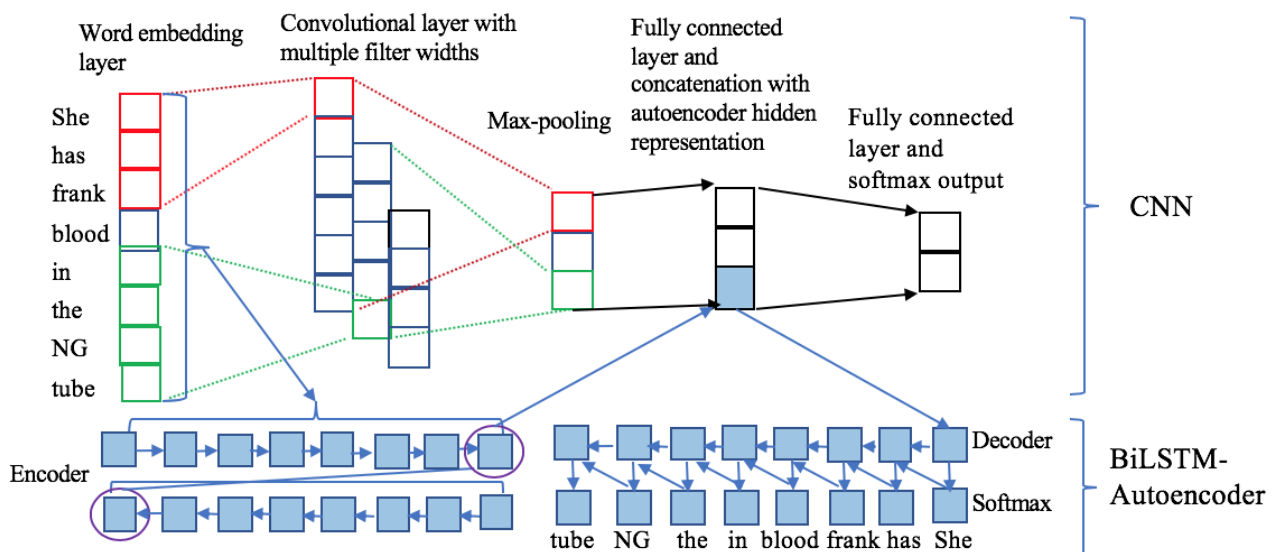 Word embedding
layer
Convolutional layer with
multiple filter widths
Fully connected
layer and
concatenation with
autoencoder hidden
representation
Max-pooling
Fully connected
layer and
softmax output
She
has
frank
blood
in
the
NG
tube
CNN
Encoder
Decoder
Softmax
tube NG the in blood frank has She
BiLSTM-
Autoencoder